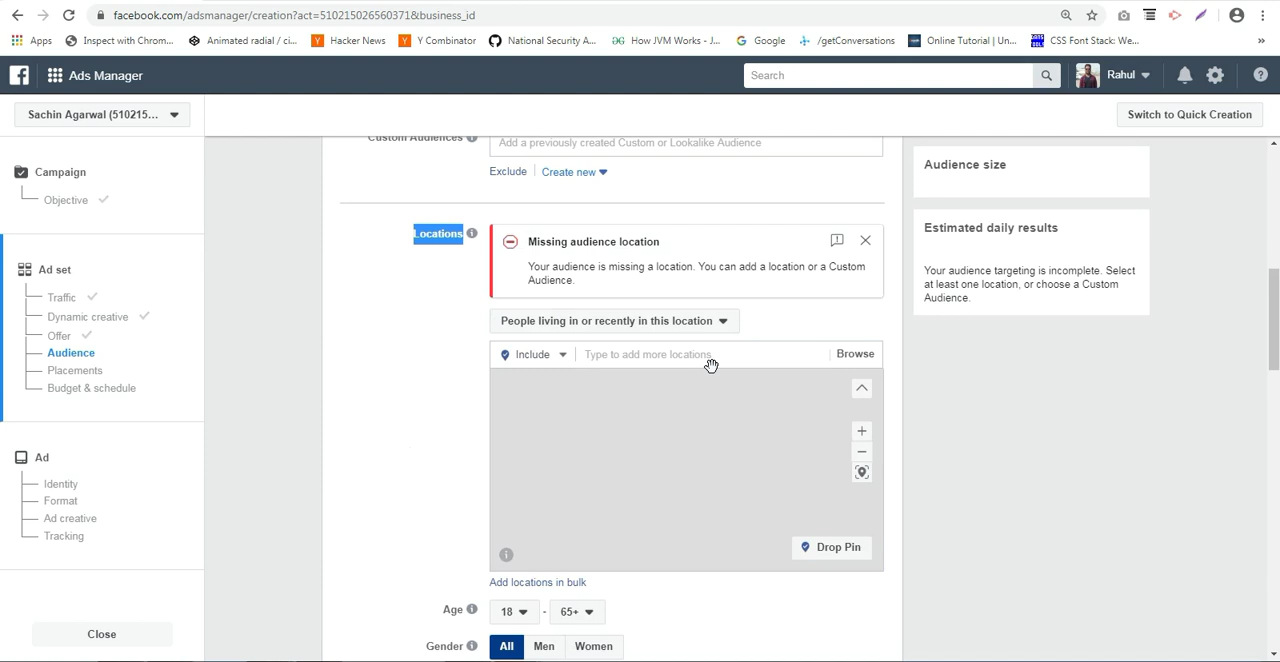 facebook.com/adsmanager/creation?act=510215026560371&business_id
Apps Inspect with Chrom... Animated radial / ci... Hacker News Y Combinator National Security A... How JVM Works - J... Google /getConversations Online Tutorial | Un... CSS Font Stack: We... »
Ads Manager Search Rahul
Sachin Agarwal (510215... Switch to Quick Creation
Campaign
Objective
Ad set
Traffic
Dynamic creative
Offer
Audience
Placements
Budget & schedule
Ad
Identity
Format
Ad creative
Tracking
Close
Custom Audiences Add a previously created Custom or Lookalike Audience
Exclude Create new
Locations Missing audience location
Your audience is missing a location. You can add a location or a Custom
Audience.
People living in or recently in this location
Include Type to add more locations Browse
Drop Pin
Add locations in bulk
Age 18 - 65+
Gender All Men Women
Audience size
Estimated daily results
Your audience targeting is incomplete. Select
at least one location, or choose a Custom
Audience.